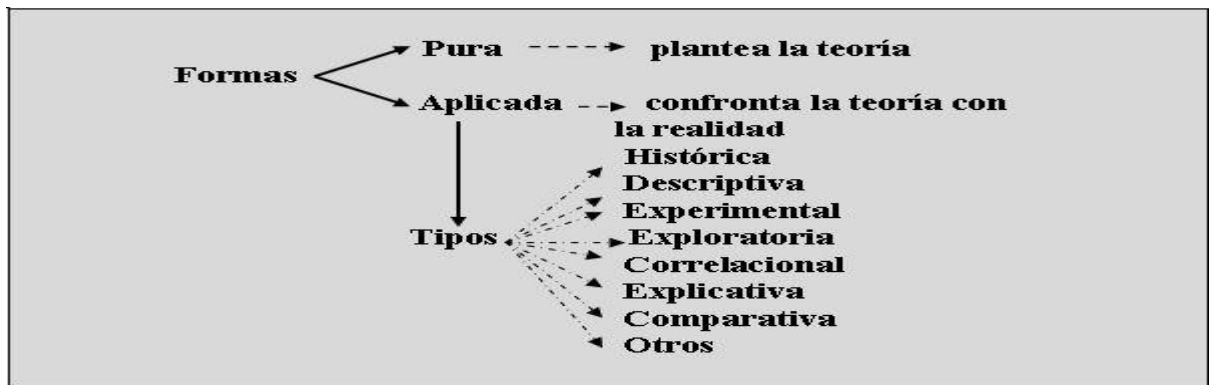 Pura plantea la teoría
Formas
Aplicada confronta la teoría con
la realidad
Histórica
Descriptiva
Experimental
Tipos Exploratoria
Correlacional
Explicativa
Comparativa
Otros